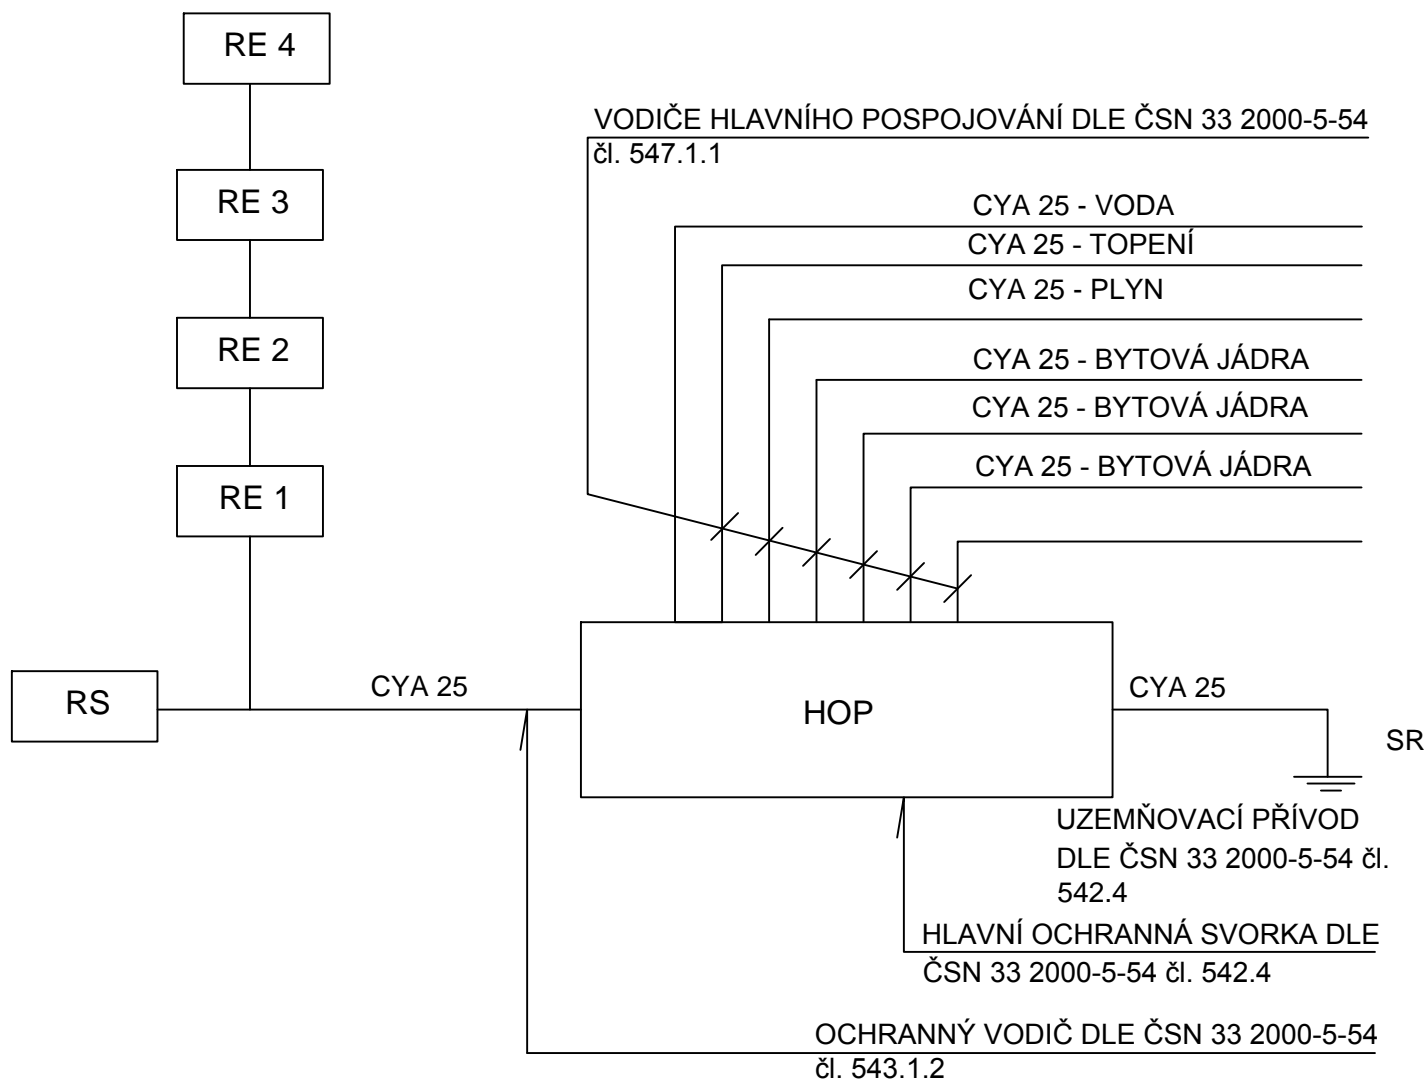 RE 4
VODIČE HLAVNÍHO POSPOJOVÁNÍ DLE ČSN 33 2000-5-54
čl. 547.1.1
RE 3
CYA 25 - VODA
CYA 25 - TOPENÍ
CYA 25 - PLYN
RE 2
CYA 25 - BYTOVÁ JÁDRA
CYA 25 - BYTOVÁ JÁDRA
CYA 25 - BYTOVÁ JÁDRA
RE 1
RS
CYA 25
HOP
CYA 25
SR
UZEMŇOVACÍ PŘÍVOD
DLE ČSN 33 2000-5-54 čl.
542.4
HLAVNÍ OCHRANNÁ SVORKA DLE
ČSN 33 2000-5-54 čl. 542.4
OCHRANNÝ VODIČ DLE ČSN 33 2000-5-54
čl. 543.1.2